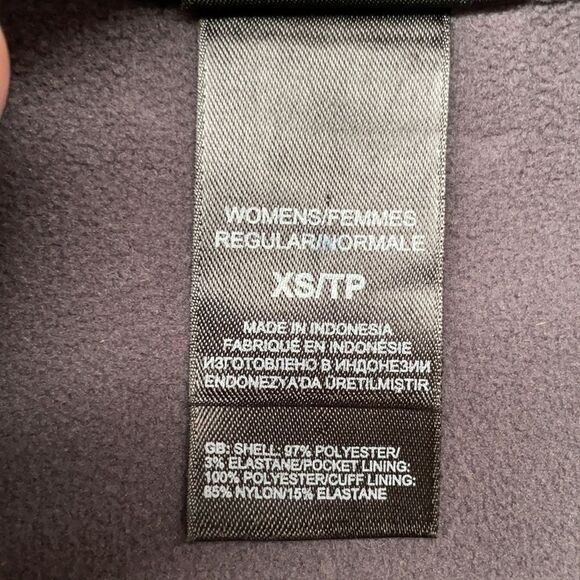 WOMENS/FEMMES
REGULAR/NORMALE
XS/TP
MADE IN INDONESIA
FABRIQUE EN INDONESIE
ИЗГОТОВЛЕНО В ИНДОНЕЗИИ
ENDONEZYA'DA ÜRETILMISTIR
GB: SHELL: 97% POLYESTER/
3% ELASTANE/POCKET LINING:
100% POLYESTER/CUFF LINING:
85% NYLON/15% ELASTANE